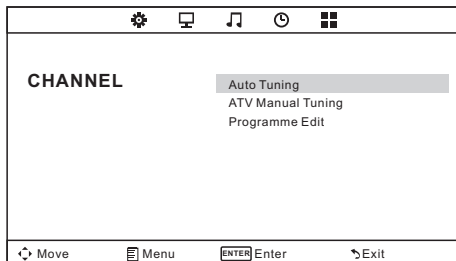 CHANNEL
Auto Tuning
ATV Manual Tuning
Programme Edit
Move Menu ENTER Enter Exit